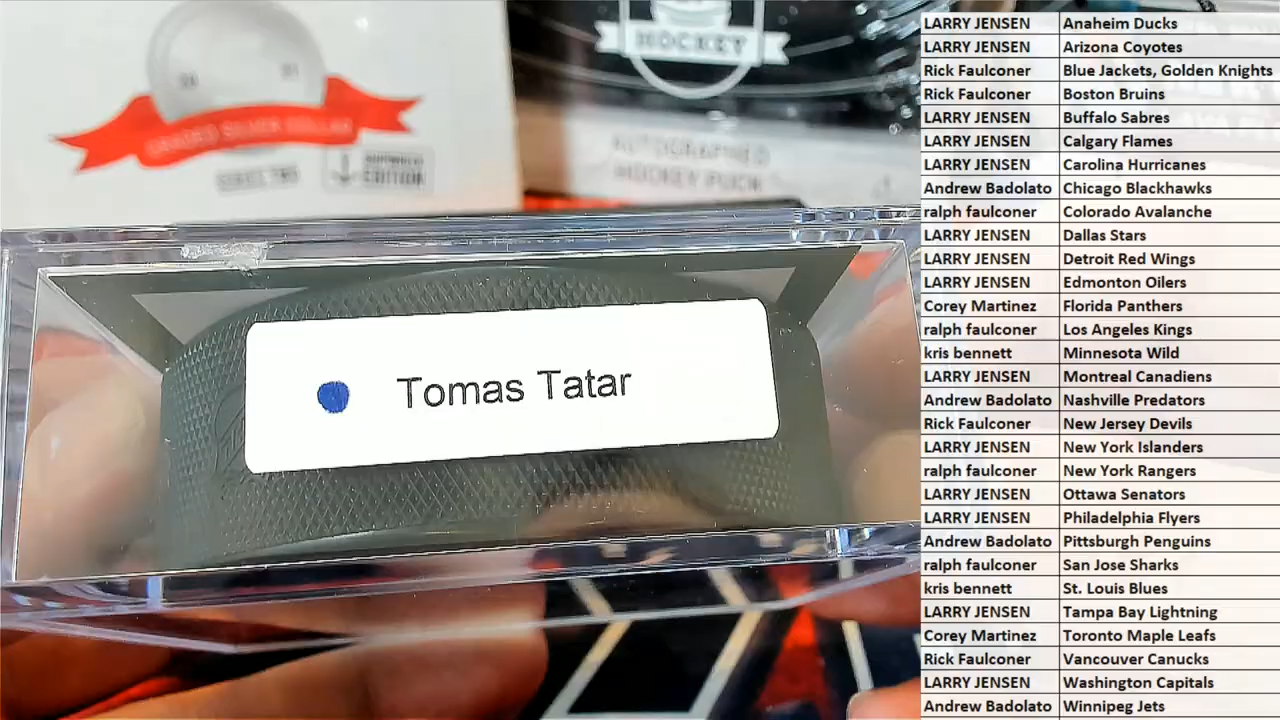 GRADED SILVER DOLLAR
SERIES TWO
EDITION
HOCKEY
AUTOGRAPHED
HOCKEY PUCK
Tomas Tatar
LARRY JENSEN Anaheim Ducks
LARRY JENSEN Arizona Coyotes
Rick Faulconer Blue Jackets, Golden Knights
Rick Faulconer Boston Bruins
LARRY JENSEN Buffalo Sabres
LARRY JENSEN Calgary Flames
LARRY JENSEN Carolina Hurricanes
Andrew Badolato Chicago Blackhawks
ralph faulconer Colorado Avalanche
LARRY JENSEN Dallas Stars
LARRY JENSEN Detroit Red Wings
LARRY JENSEN Edmonton Oilers
Corey Martinez Florida Panthers
ralph faulconer Los Angeles Kings
kris bennett Minnesota Wild
LARRY JENSEN Montreal Canadiens
Andrew Badolato Nashville Predators
Rick Faulconer New Jersey Devils
LARRY JENSEN New York Islanders
ralph faulconer New York Rangers
LARRY JENSEN Ottawa Senators
LARRY JENSEN Philadelphia Flyers
Andrew Badolato Pittsburgh Penguins
ralph faulconer San Jose Sharks
kris bennett St. Louis Blues
LARRY JENSEN Tampa Bay Lightning
Corey Martinez Toronto Maple Leafs
Rick Faulconer Vancouver Canucks
LARRY JENSEN Washington Capitals
Andrew Badolato Winnipeg Jets